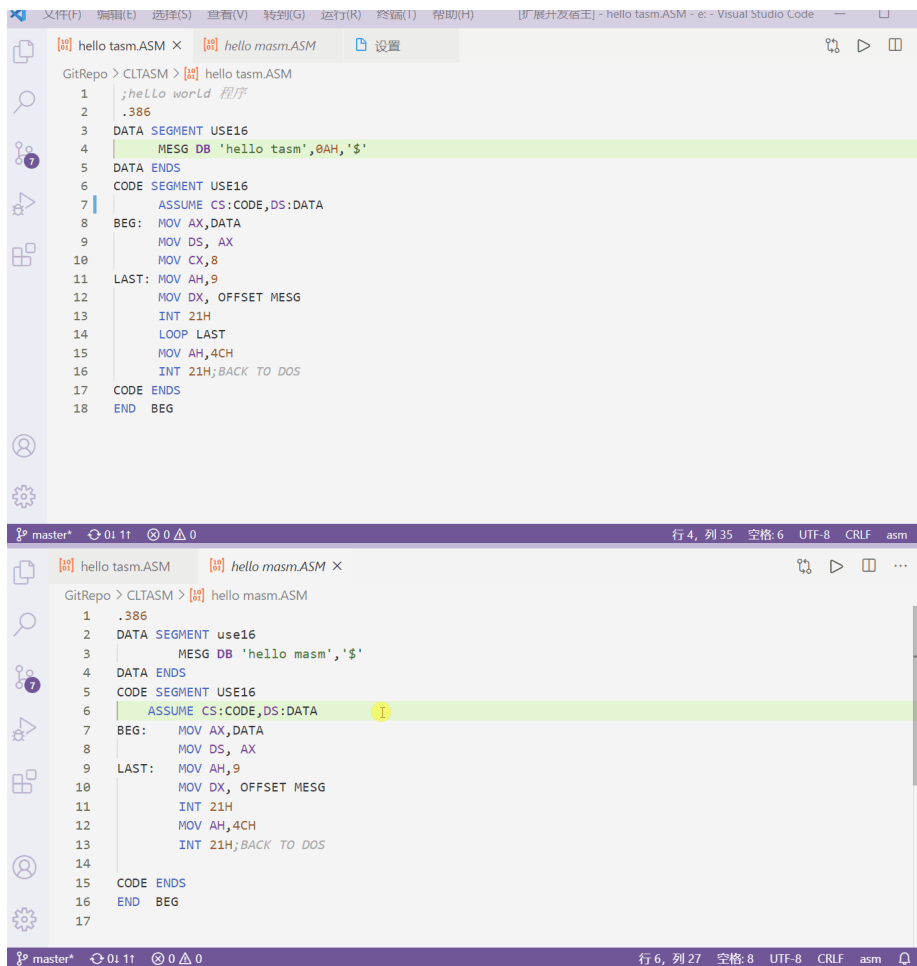 文件(F) 编辑(E) 选择(S) 查看(V) 转到(G) 运行(R) 终端(T) 帮助(H) [扩展开发宿主] - hello tasm.ASM - e: - Visual Studio Code
hello tasm.ASM × hello masm.ASM 设置
GitRepo > CLTASM > hello tasm.ASM
1 ;hello world 程序
2 .386
3 DATA SEGMENT USE16
4 MESG DB 'hello tasm',0AH,'$'
5 DATA ENDS
6 CODE SEGMENT USE16
7 ASSUME CS:CODE,DS:DATA
8 BEG: MOV AX,DATA
9 MOV DS, AX
10 MOV CX,8
11 LAST: MOV AH,9
12 MOV DX, OFFSET MESG
13 INT 21H
14 LOOP LAST
15 MOV AH,4CH
16 INT 21H;BACK TO DOS
17 CODE ENDS
18 END BEG
7
master* 0↓ 1↑ 0 0 行 4, 列 35 空格: 6 UTF-8 CRLF asm
hello tasm.ASM hello masm.ASM ×
GitRepo > CLTASM > hello masm.ASM
1 .386
2 DATA SEGMENT use16
3 MESG DB 'hello masm','$'
4 DATA ENDS
5 CODE SEGMENT USE16
6 ASSUME CS:CODE,DS:DATA
7 BEG: MOV AX,DATA
8 MOV DS, AX
9 LAST: MOV AH,9
10 MOV DX, OFFSET MESG
11 INT 21H
12 MOV AH,4CH
13 INT 21H;BACK TO DOS
14
15 CODE ENDS
16 END BEG
17
7
master* 0↓ 1↑ 0 0 行 6, 列 27 空格: 8 UTF-8 CRLF asm